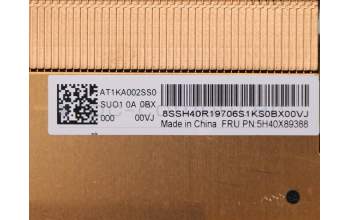 AT1KA002SS0
SUO1 0A 0BX
000 00VJ
8SSH40R19706S1KS0BX00VJ
Made in China FRU PN:5H40X89388